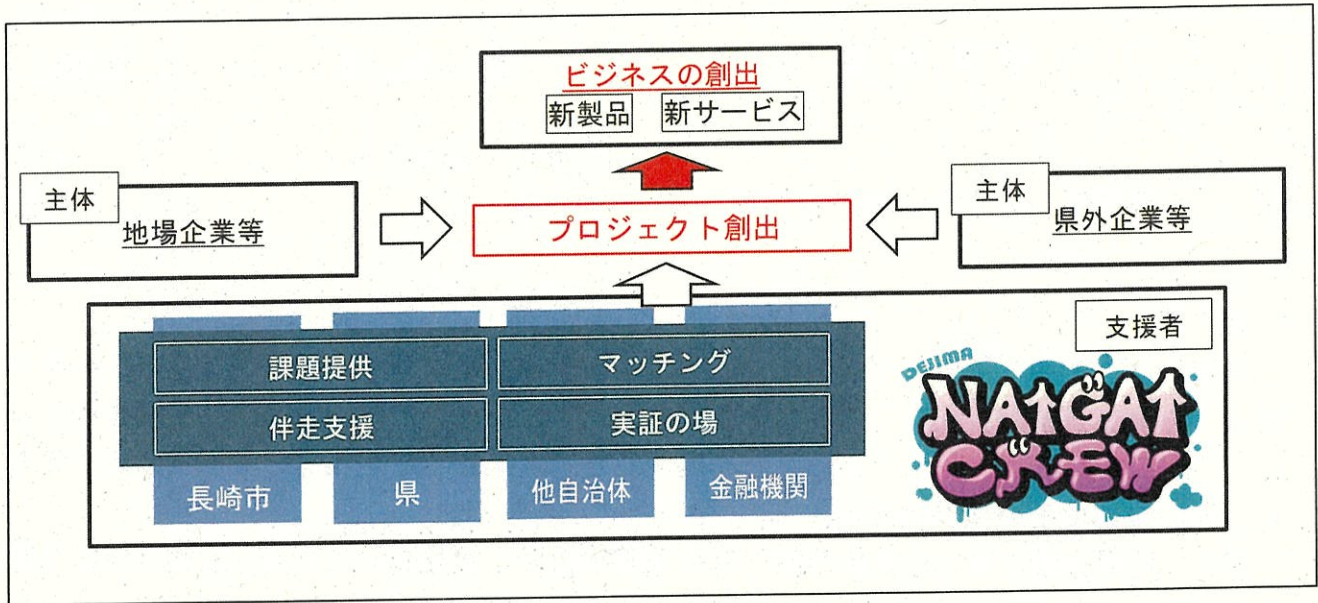 ビジネスの創出
新製品 新サービス
主体
地場企業等
プロジェクト創出
主体
県外企業等
支援者
課題提供 マッチング
伴走支援 実証の場
長崎市 県 他自治体 金融機関
DEJIMA
NAIGAI
CREW